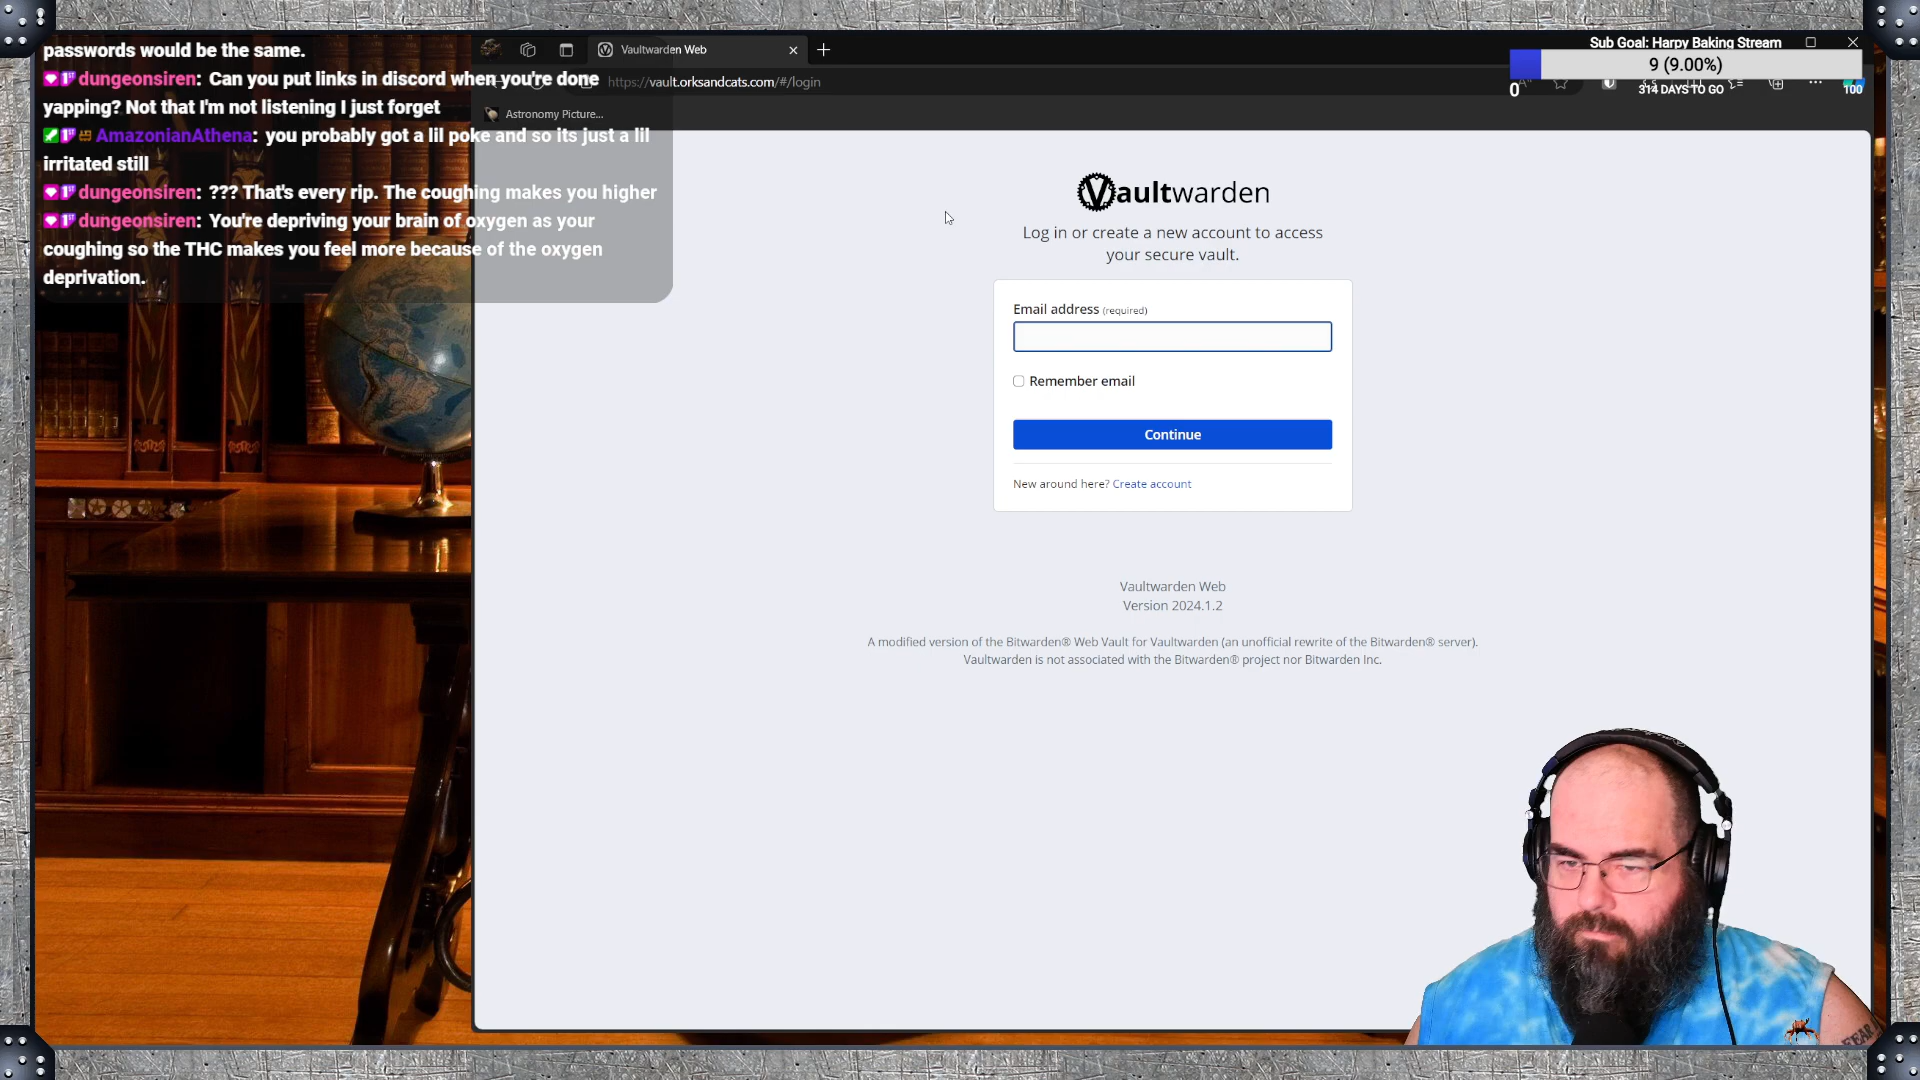 passwords would be the same.
dungeonsiren: Can you put links in discord when you're done
yapping? Not that I'm not listening I just forget
AmazonianAthena: you probably got a lil poke and so its just a lil
irritated still
dungeonsiren: ??? That's every rip. The coughing makes you higher
dungeonsiren: You're depriving your brain of oxygen as your
coughing so the THC makes you feel more because of the oxygen
deprivation.
Vaultwarden Web
https://vault.orksandcats.com/#/login
Astronomy Picture...
Sub Goal: Harpy Baking Stream
9 (9.00%)
0
314 DAYS TO GO
100
Vaultwarden
Log in or create a new account to access
your secure vault.
Email address (required)
Remember email
Continue
New around here? Create account
Vaultwarden Web
Version 2024.1.2
A modified version of the Bitwarden® Web Vault for Vaultwarden (an unofficial rewrite of the Bitwarden® server).
Vaultwarden is not associated with the Bitwarden® project nor Bitwarden Inc.
FEAR